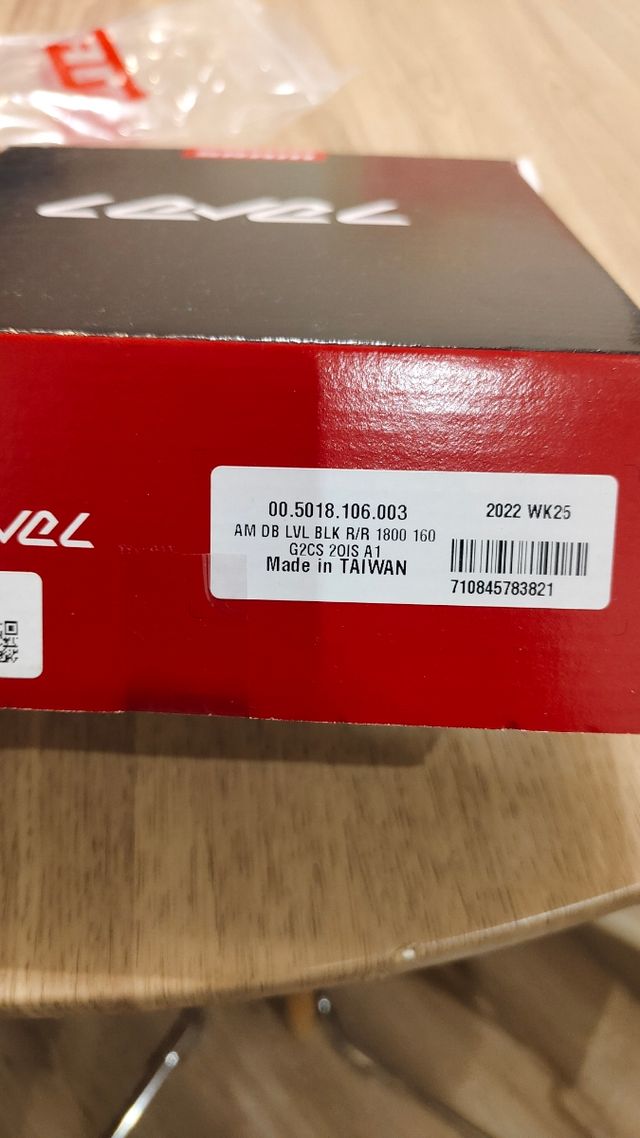 LEVEL
VEL
00.5018.106.003
2022 WK25
AM DB LVL BLK R/R 1800 160
G2CS 20IS A1
Made in TAIWAN
710845783821